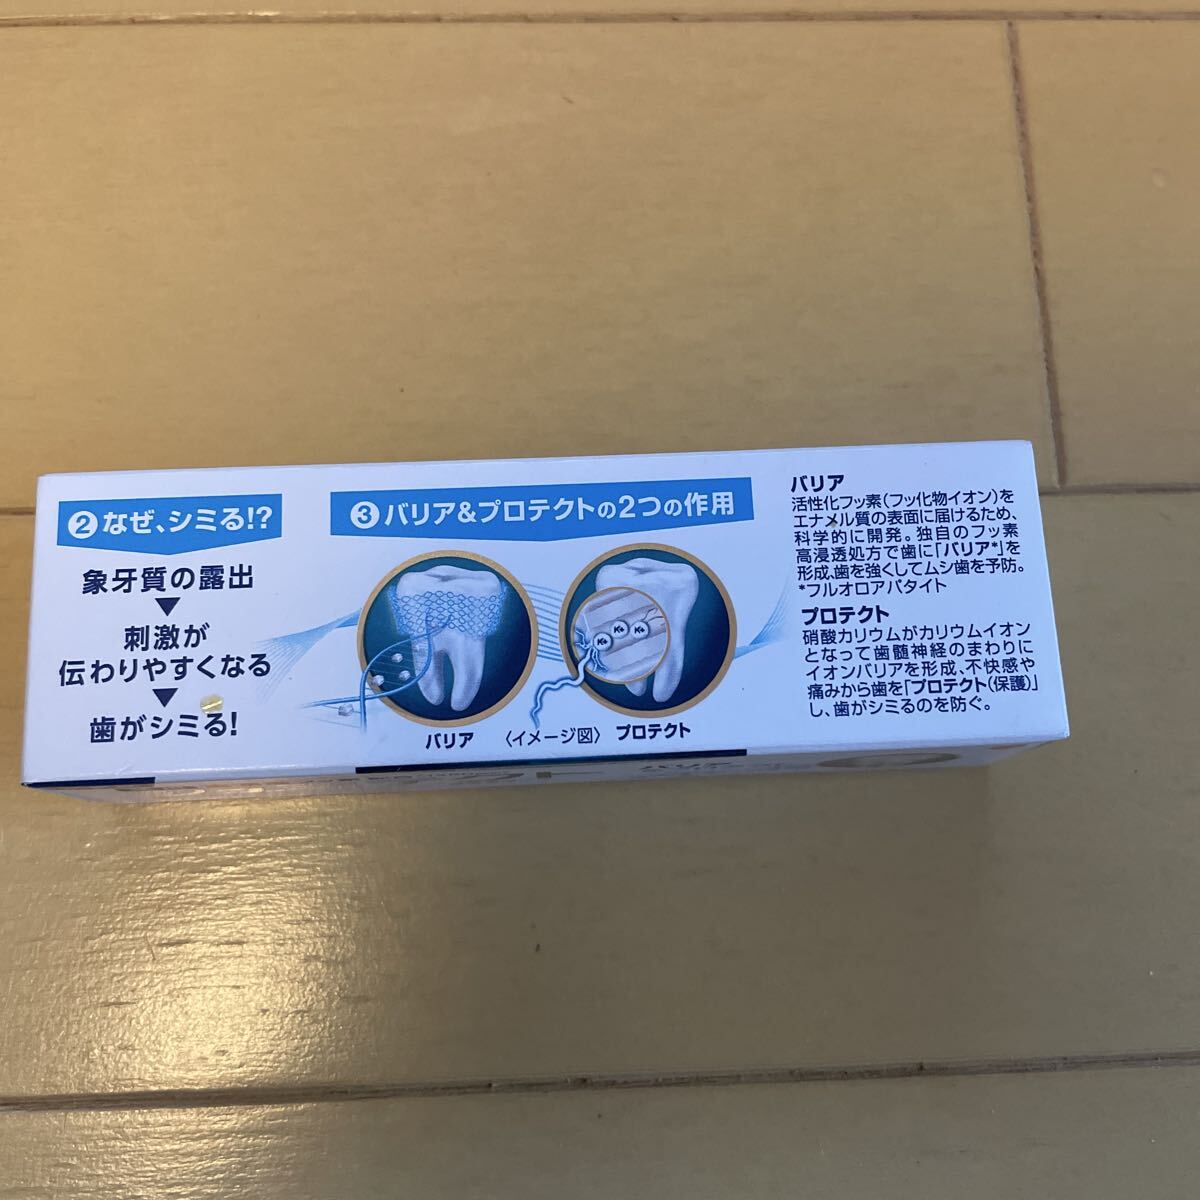 ②なぜ、シミる!?
象牙質の露出
▼
刺激が
伝わりやすくなる
▼
歯がシミる!
③バリア&プロテクトの2つの作用
K+ K+ K+
バリア 〈イメージ図〉 プロテクト
バリア
活性化フッ素(フッ化物イオン)を
エナメル質の表面に届けるため、
科学的に開発。独自のフッ素
高浸透処方で歯に「バリア*」を
形成、歯を強くしてムシ歯を予防。
*フルオロアパタイト
プロテクト
硝酸カリウムがカリウムイオン
となって歯髄神経のまわりに
イオンバリアを形成、不快感や
痛みから歯を「プロテクト(保護)」
し、歯がシミるのを防ぐ。